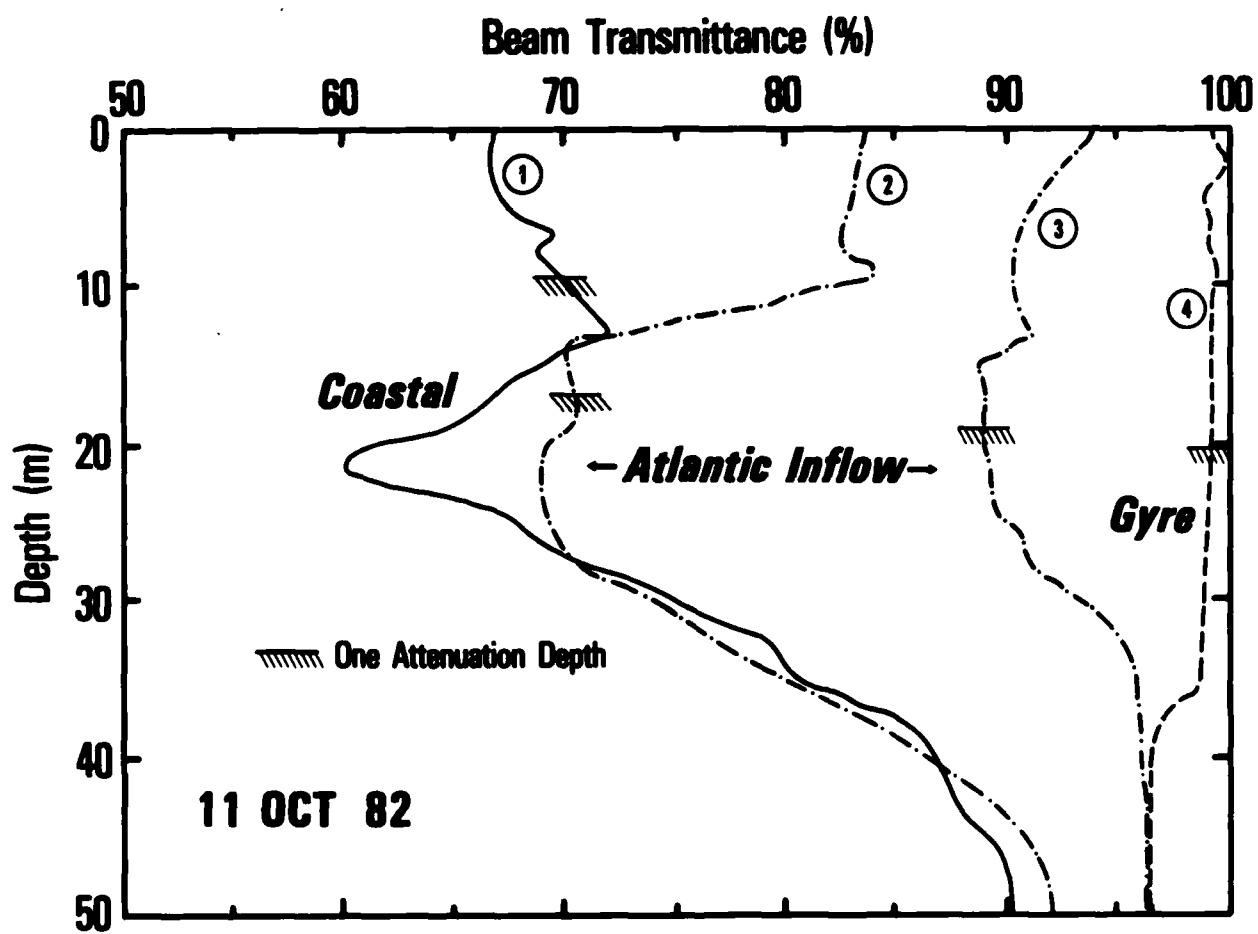 Beam Transmittance (%)
50 60 70 80 90 100
0
10
20
30
40
50
Depth (m)
1
2
3
4
Coastal
←Atlantic Inflow→
Gyre
One Attenuation Depth
11 OCT 82